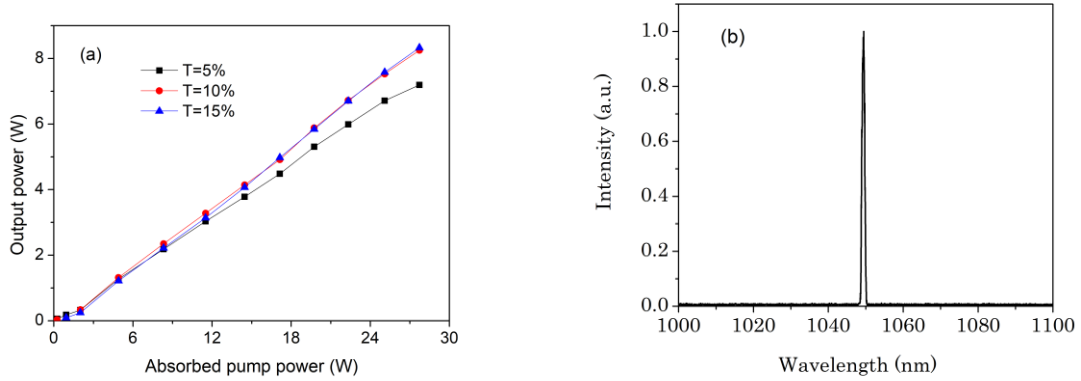 (a)
T=5%
T=10%
T=15%
8
6
4
2
0
0 6 12 18 24 30
Output power (W)
Absorbed pump power (W)
(b)
1.0
0.8
0.6
0.4
0.2
0.0
1000 1020 1040 1060 1080 1100
Intensity (a.u.)
Wavelength (nm)